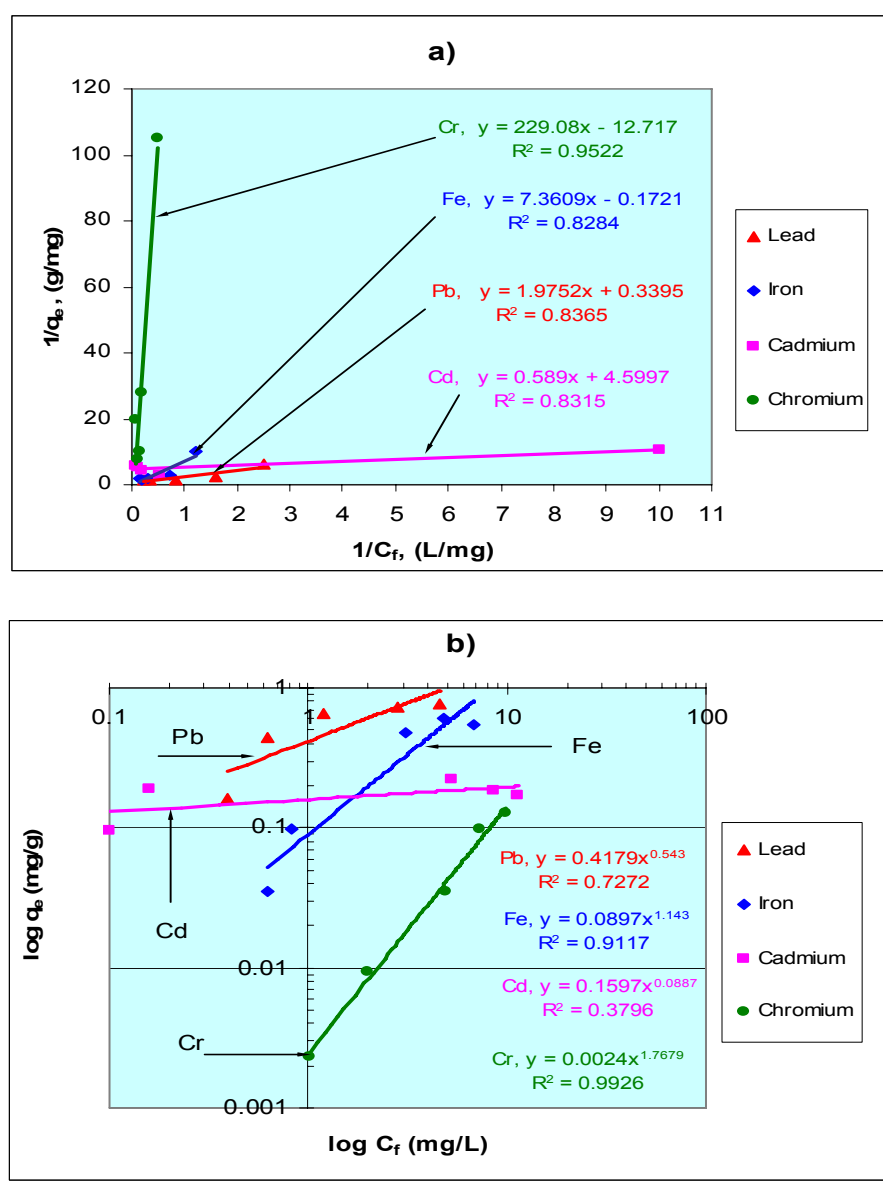 a)
120
100
80
60
40
20
0
1/qe, (g/mg)
Cr, y = 229.08x - 12.717
R² = 0.9522
Fe, y = 7.3609x - 0.1721
R² = 0.8284
Pb, y = 1.9752x + 0.3395
R² = 0.8365
Cd, y = 0.589x + 4.5997
R² = 0.8315
0 1 2 3 4 5 6 7 8 9 10 11
1/Cf, (L/mg)
Lead
Iron
Cadmium
Chromium
b)
1
0.1 1 10 100
Pb
Fe
0.1
Cd
log qe (mg/g)
Pb, y = 0.4179x^0.543
R² = 0.7272
Fe, y = 0.0897x^1.143
R² = 0.9117
0.01
Cd, y = 0.1597x^0.0887
R² = 0.3796
Cr
Cr, y = 0.0024x^1.7679
R² = 0.9926
0.001
log Cf (mg/L)
Lead
Iron
Cadmium
Chromium